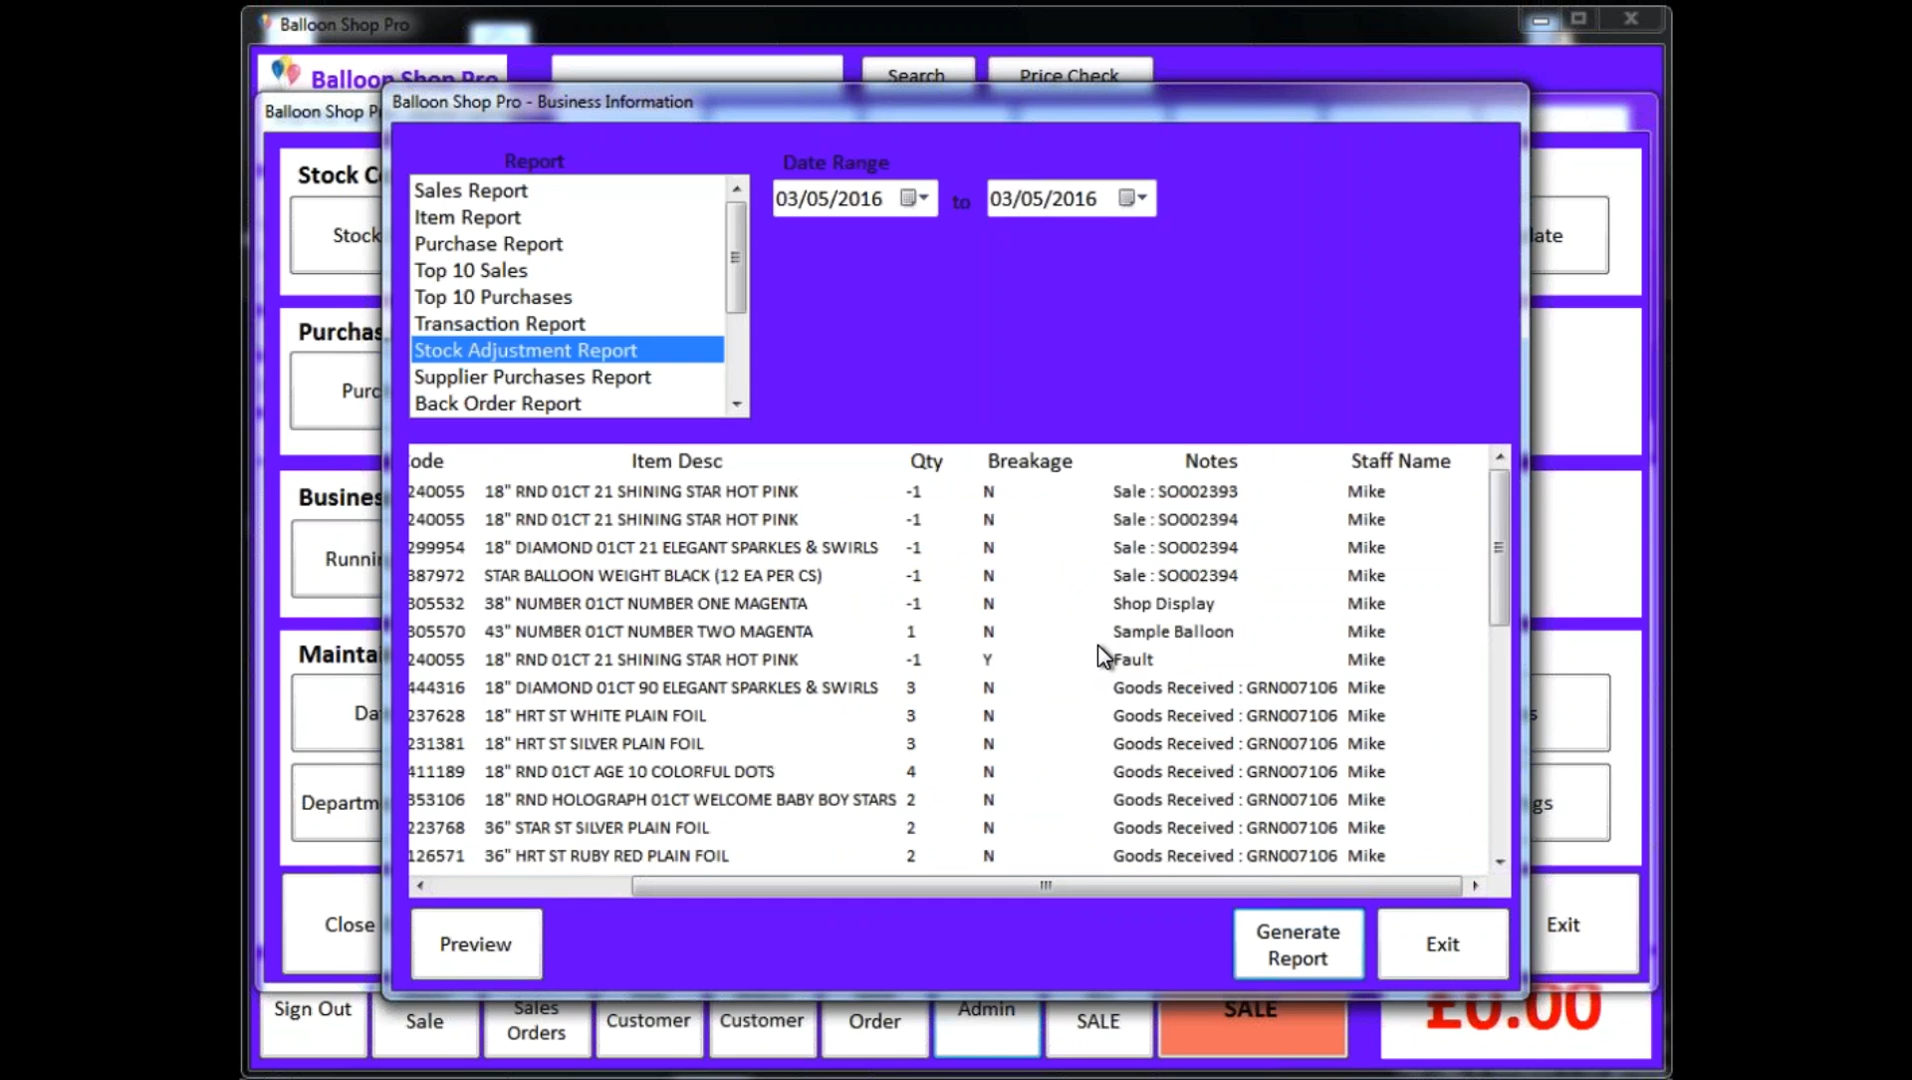 Balloon Shop Pro
Balloon Shop Pro
Search
Price Check
Balloon Shop P
Balloon Shop Pro - Business Information
Report
Date Range
Stock C
Stock
Sales Report
Item Report
Purchase Report
Top 10 Sales
Top 10 Purchases
Transaction Report
Stock Adjustment Report
Supplier Purchases Report
Back Order Report
03/05/2016
to
03/05/2016
late
Purchas
Purc
Busines
Runni
Mainta
Da
Departm
gs
ode Item Desc Qty Breakage Notes Staff Name
240055 18" RND 01CT 21 SHINING STAR HOT PINK -1 N Sale : SO002393 Mike
240055 18" RND 01CT 21 SHINING STAR HOT PINK -1 N Sale : SO002394 Mike
299954 18" DIAMOND 01CT 21 ELEGANT SPARKLES & SWIRLS -1 N Sale : SO002394 Mike
387972 STAR BALLOON WEIGHT BLACK (12 EA PER CS) -1 N Sale : SO002394 Mike
305532 38" NUMBER 01CT NUMBER ONE MAGENTA -1 N Shop Display Mike
305570 43" NUMBER 01CT NUMBER TWO MAGENTA 1 N Sample Balloon Mike
240055 18" RND 01CT 21 SHINING STAR HOT PINK -1 Y Fault Mike
444316 18" DIAMOND 01CT 90 ELEGANT SPARKLES & SWIRLS 3 N Goods Received : GRN007106 Mike
237628 18" HRT ST WHITE PLAIN FOIL 3 N Goods Received : GRN007106 Mike
231381 18" HRT ST SILVER PLAIN FOIL 3 N Goods Received : GRN007106 Mike
411189 18" RND 01CT AGE 10 COLORFUL DOTS 4 N Goods Received : GRN007106 Mike
353106 18" RND HOLOGRAPH 01CT WELCOME BABY BOY STARS 2 N Goods Received : GRN007106 Mike
223768 36" STAR ST SILVER PLAIN FOIL 2 N Goods Received : GRN007106 Mike
126571 36" HRT ST RUBY RED PLAIN FOIL 2 N Goods Received : GRN007106 Mike
Close
Preview
Generate
Report
Exit
Exit
Sign Out
Sale
Sales
Orders
Customer
Customer
Order
Admin
SALE
SALE
£0.00